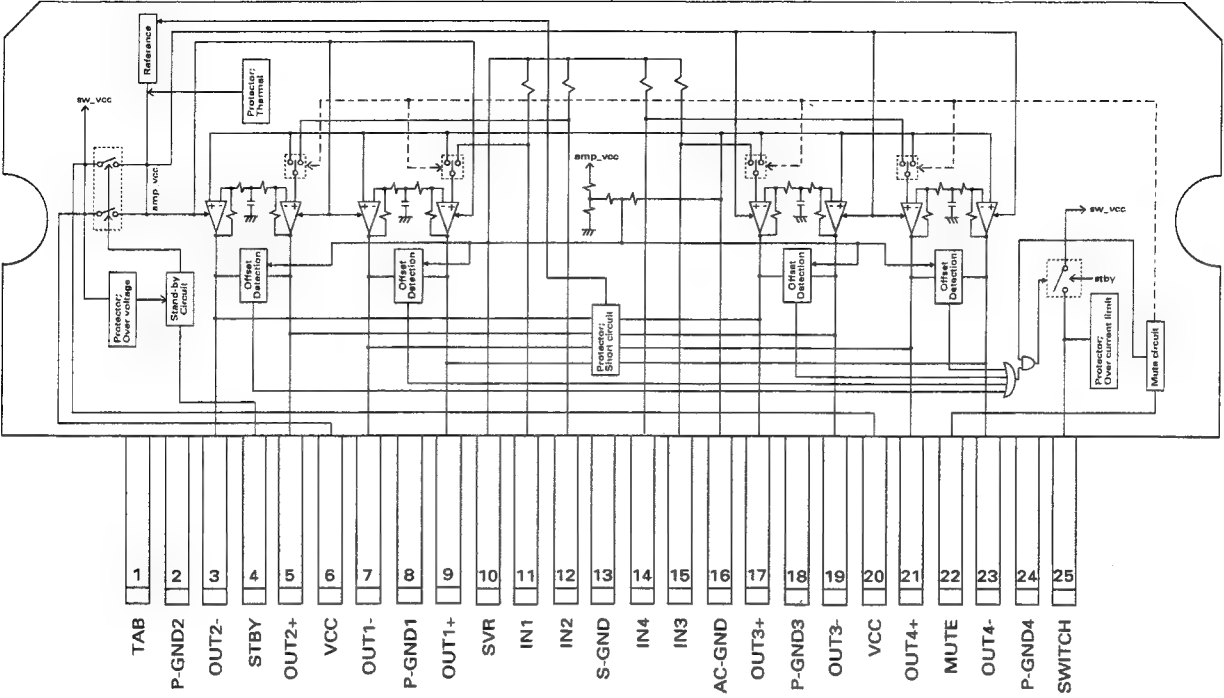 Reference
Protector;
Thermal
sw_vcc
amp_vcc
amp_vcc
sw_vcc
stby
Protector;
Over voltage
Stand-by
Circuit
Offset
Detection
Offset
Detection
Protector;
Short circuit
Offset
Detection
Offset
Detection
Protector;
Over current limit
Mute circuit
+
-
-
+
+
-
-
+
+
-
-
+
+
-
-
+
1 TAB
2 P-GND2
3 OUT2-
4 STBY
5 OUT2+
6 VCC
7 OUT1-
8 P-GND1
9 OUT1+
10 SVR
11 IN1
12 IN2
13 S-GND
14 IN4
15 IN3
16 AC-GND
17 OUT3+
18 P-GND3
19 OUT3-
20 VCC
21 OUT4+
22 MUTE
23 OUT4-
24 P-GND4
25 SWITCH